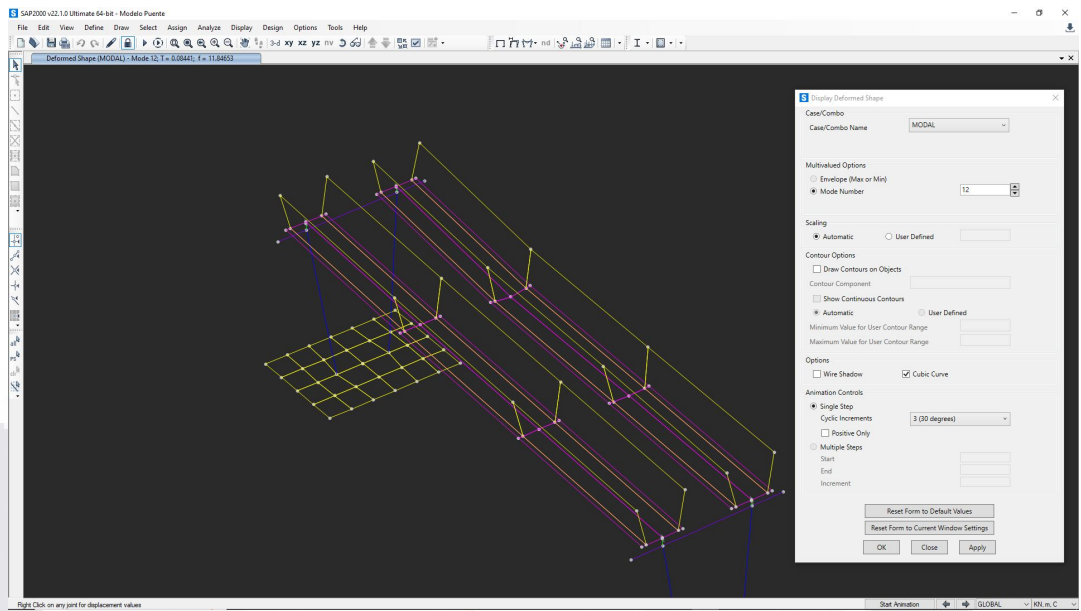 SAP2000 v22.1.0 Ultimate 64-bit - Modelo Puente
File Edit View Define Draw Select Assign Analyze Display Design Options Tools Help
3-d xy xz yz nv
nd
Deformed Shape (MODAL) - Mode 12; T = 0.08441; f = 11.84653
Display Deformed Shape
Case/Combo
Case/Combo Name MODAL
Multivalued Options
Envelope (Max or Min)
Mode Number 12
Scaling
Automatic User Defined
Contour Options
Draw Contours on Objects
Contour Component
Show Continuous Contours
Automatic User Defined
Minimum Value for User Contour Range
Maximum Value for User Contour Range
Options
Wire Shadow Cubic Curve
Animation Controls
Single Step
Cyclic Increments 3 (30 degrees)
Positive Only
Multiple Steps
Start
End
Increment
Reset Form to Default Values
Reset Form to Current Window Settings
OK Close Apply
all
PS
clr
Right Click on any joint for displacement values
Start Animation GLOBAL KN, m, C